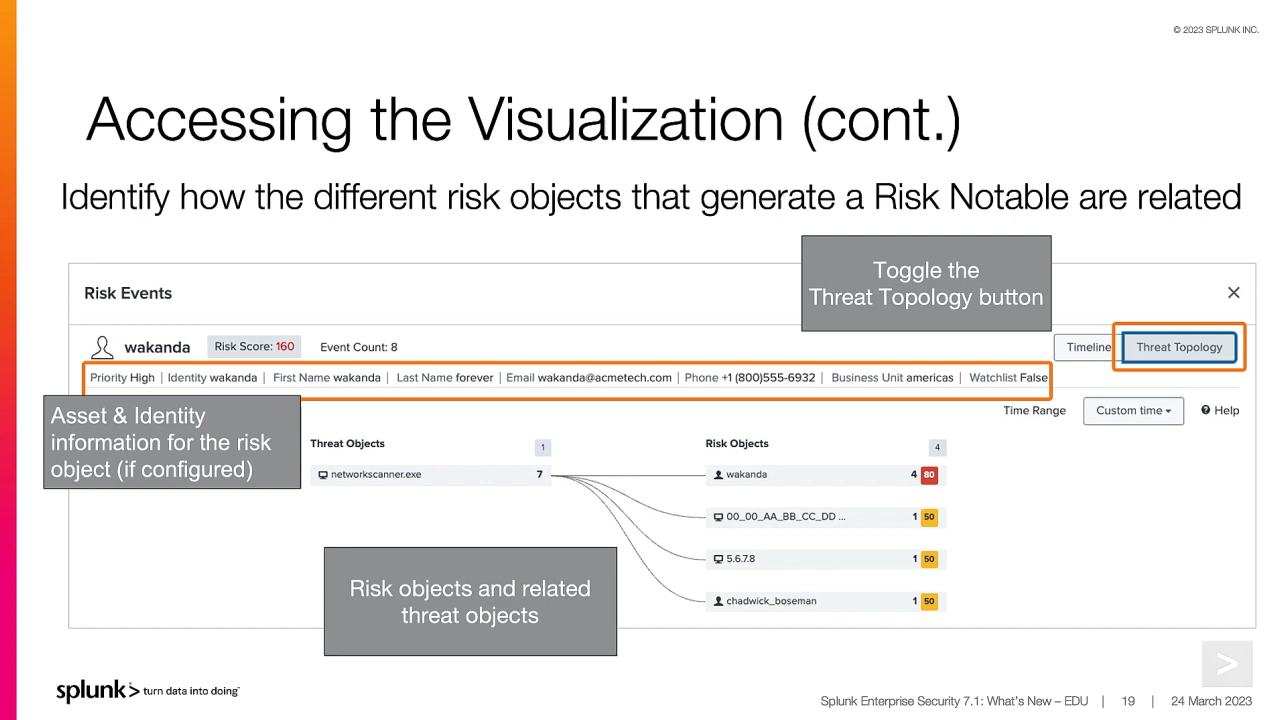 © 2023 SPLUNK INC.
Accessing the Visualization (cont.)
Identify how the different risk objects that generate a Risk Notable are related
Toggle the
Threat Topology button
Risk Events
wakanda Risk Score: 160 Event Count: 8 Timeline Threat Topology
Priority High | Identity wakanda | First Name wakanda | Last Name forever | Email wakanda@acmetech.com | Phone +1 (800)555-6932 | Business Unit americas | Watchlist False
Asset & Identity
information for the risk
object (if configured)
Time Range Custom time Help
Threat Objects 1 Risk Objects 4
networkscanner.exe 7 wakanda 4 80
00_00_AA_BB_CC_DD ... 1 50
5.6.7.8 1 50
chadwick_boseman 1 50
Risk objects and related
threat objects
splunk> turn data into doing™
Splunk Enterprise Security 7.1: What's New – EDU | 19 | 24 March 2023